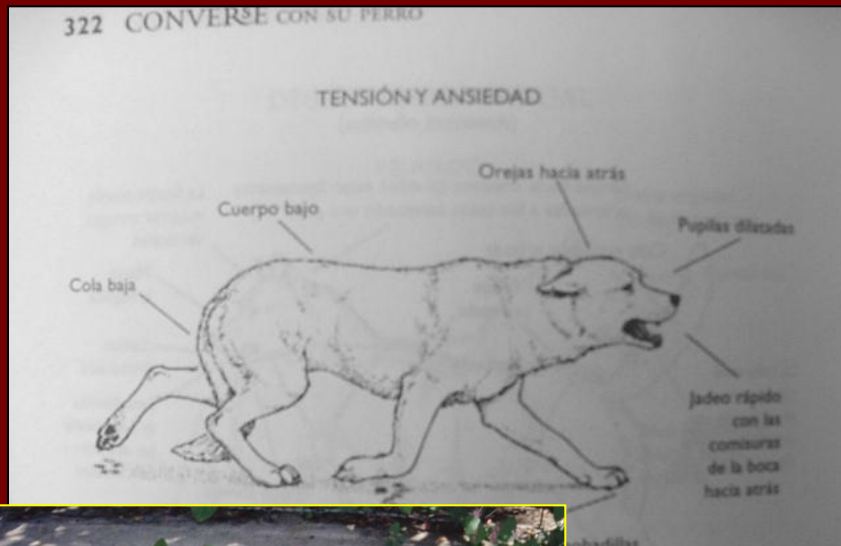 322 CONVERSE CON SU PERRO
TENSIÓN Y ANSIEDAD
Orejas hacia atrás
Cuerpo bajo
Pupilas dilatadas
Cola baja
Jadeo rápido
con las
comisuras
de la boca
hacia atrás